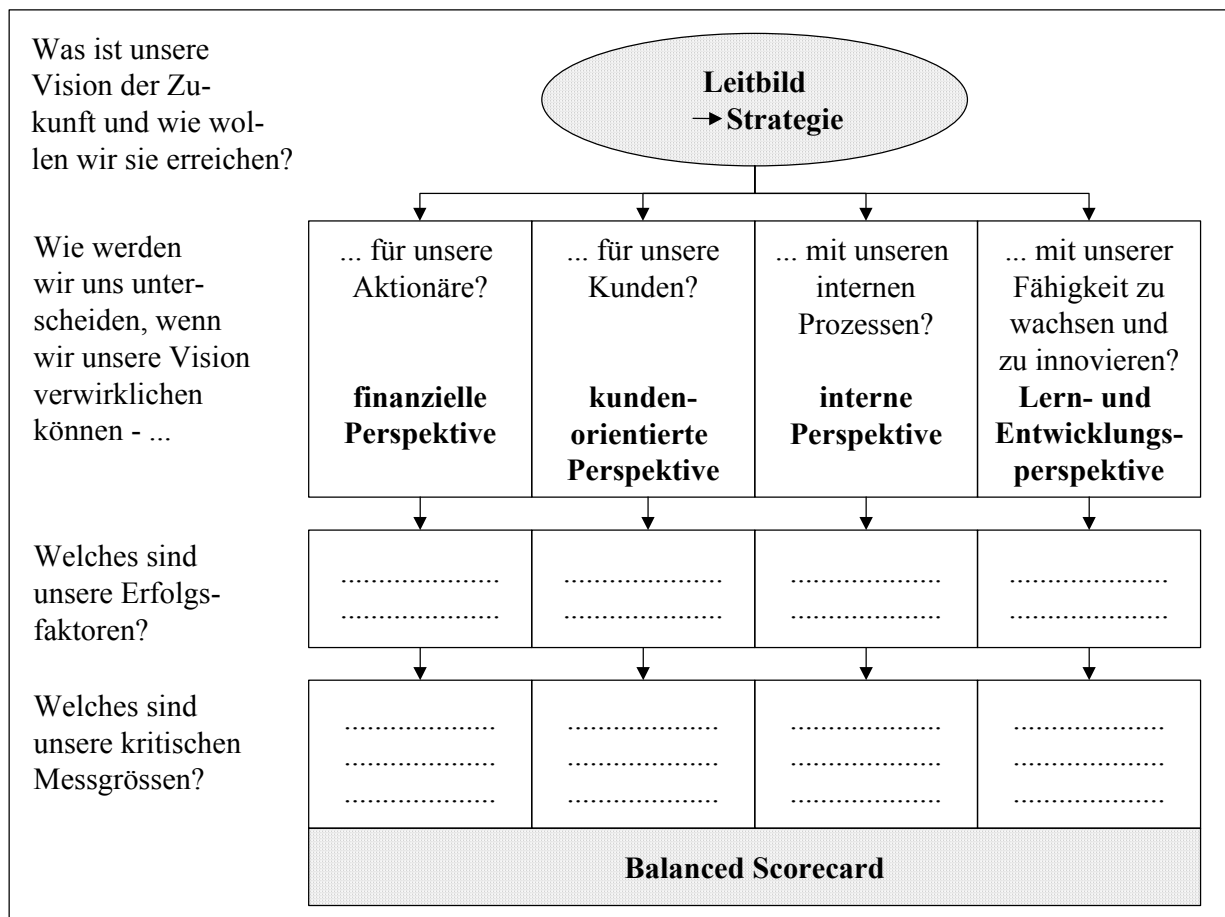 Was ist unsere
Vision der Zu-
kunft und wie wol-
len wir sie erreichen?
Leitbild
→ Strategie
Wie werden
wir uns unter-
scheiden, wenn
wir unsere Vision
verwirklichen
können - ...
... für unsere
Aktionäre?
finanzielle
Perspektive
... für unsere
Kunden?
kunden-
orientierte
Perspektive
... mit unseren
internen
Prozessen?
interne
Perspektive
... mit unserer
Fähigkeit zu
wachsen und
zu innovieren?
Lern- und
Entwicklungs-
perspektive
Welches sind
unsere Erfolgs-
faktoren?
.....................
.....................
.....................
.....................
.....................
.....................
.....................
.....................
Welches sind
unsere kritischen
Messgrössen?
.....................
.....................
.....................
.....................
.....................
.....................
.....................
.....................
.....................
.....................
.....................
.....................
Balanced Scorecard